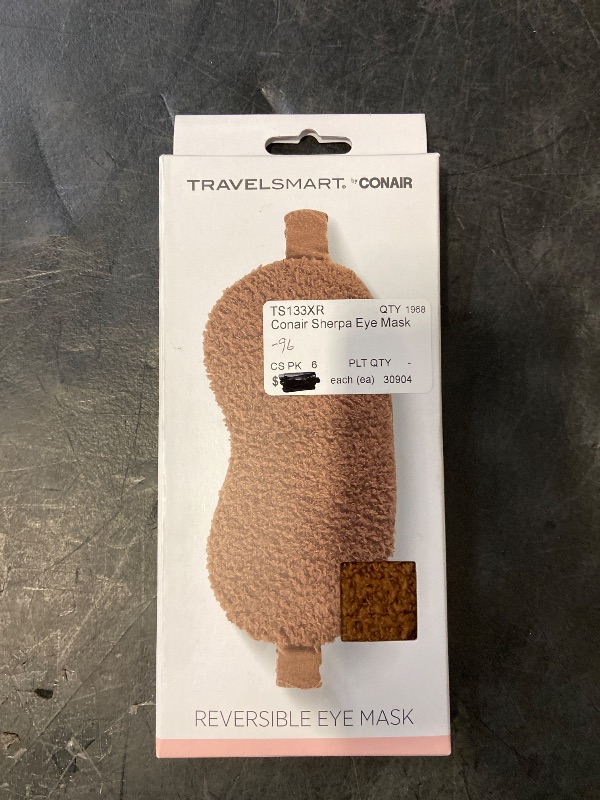 TRAVELSMART® by CONAIR
TS133XR QTY 1968
Conair Sherpa Eye Mask
-96
CS PK 6 PLT QTY -
$ each (ea) 30904
REVERSIBLE EYE MASK